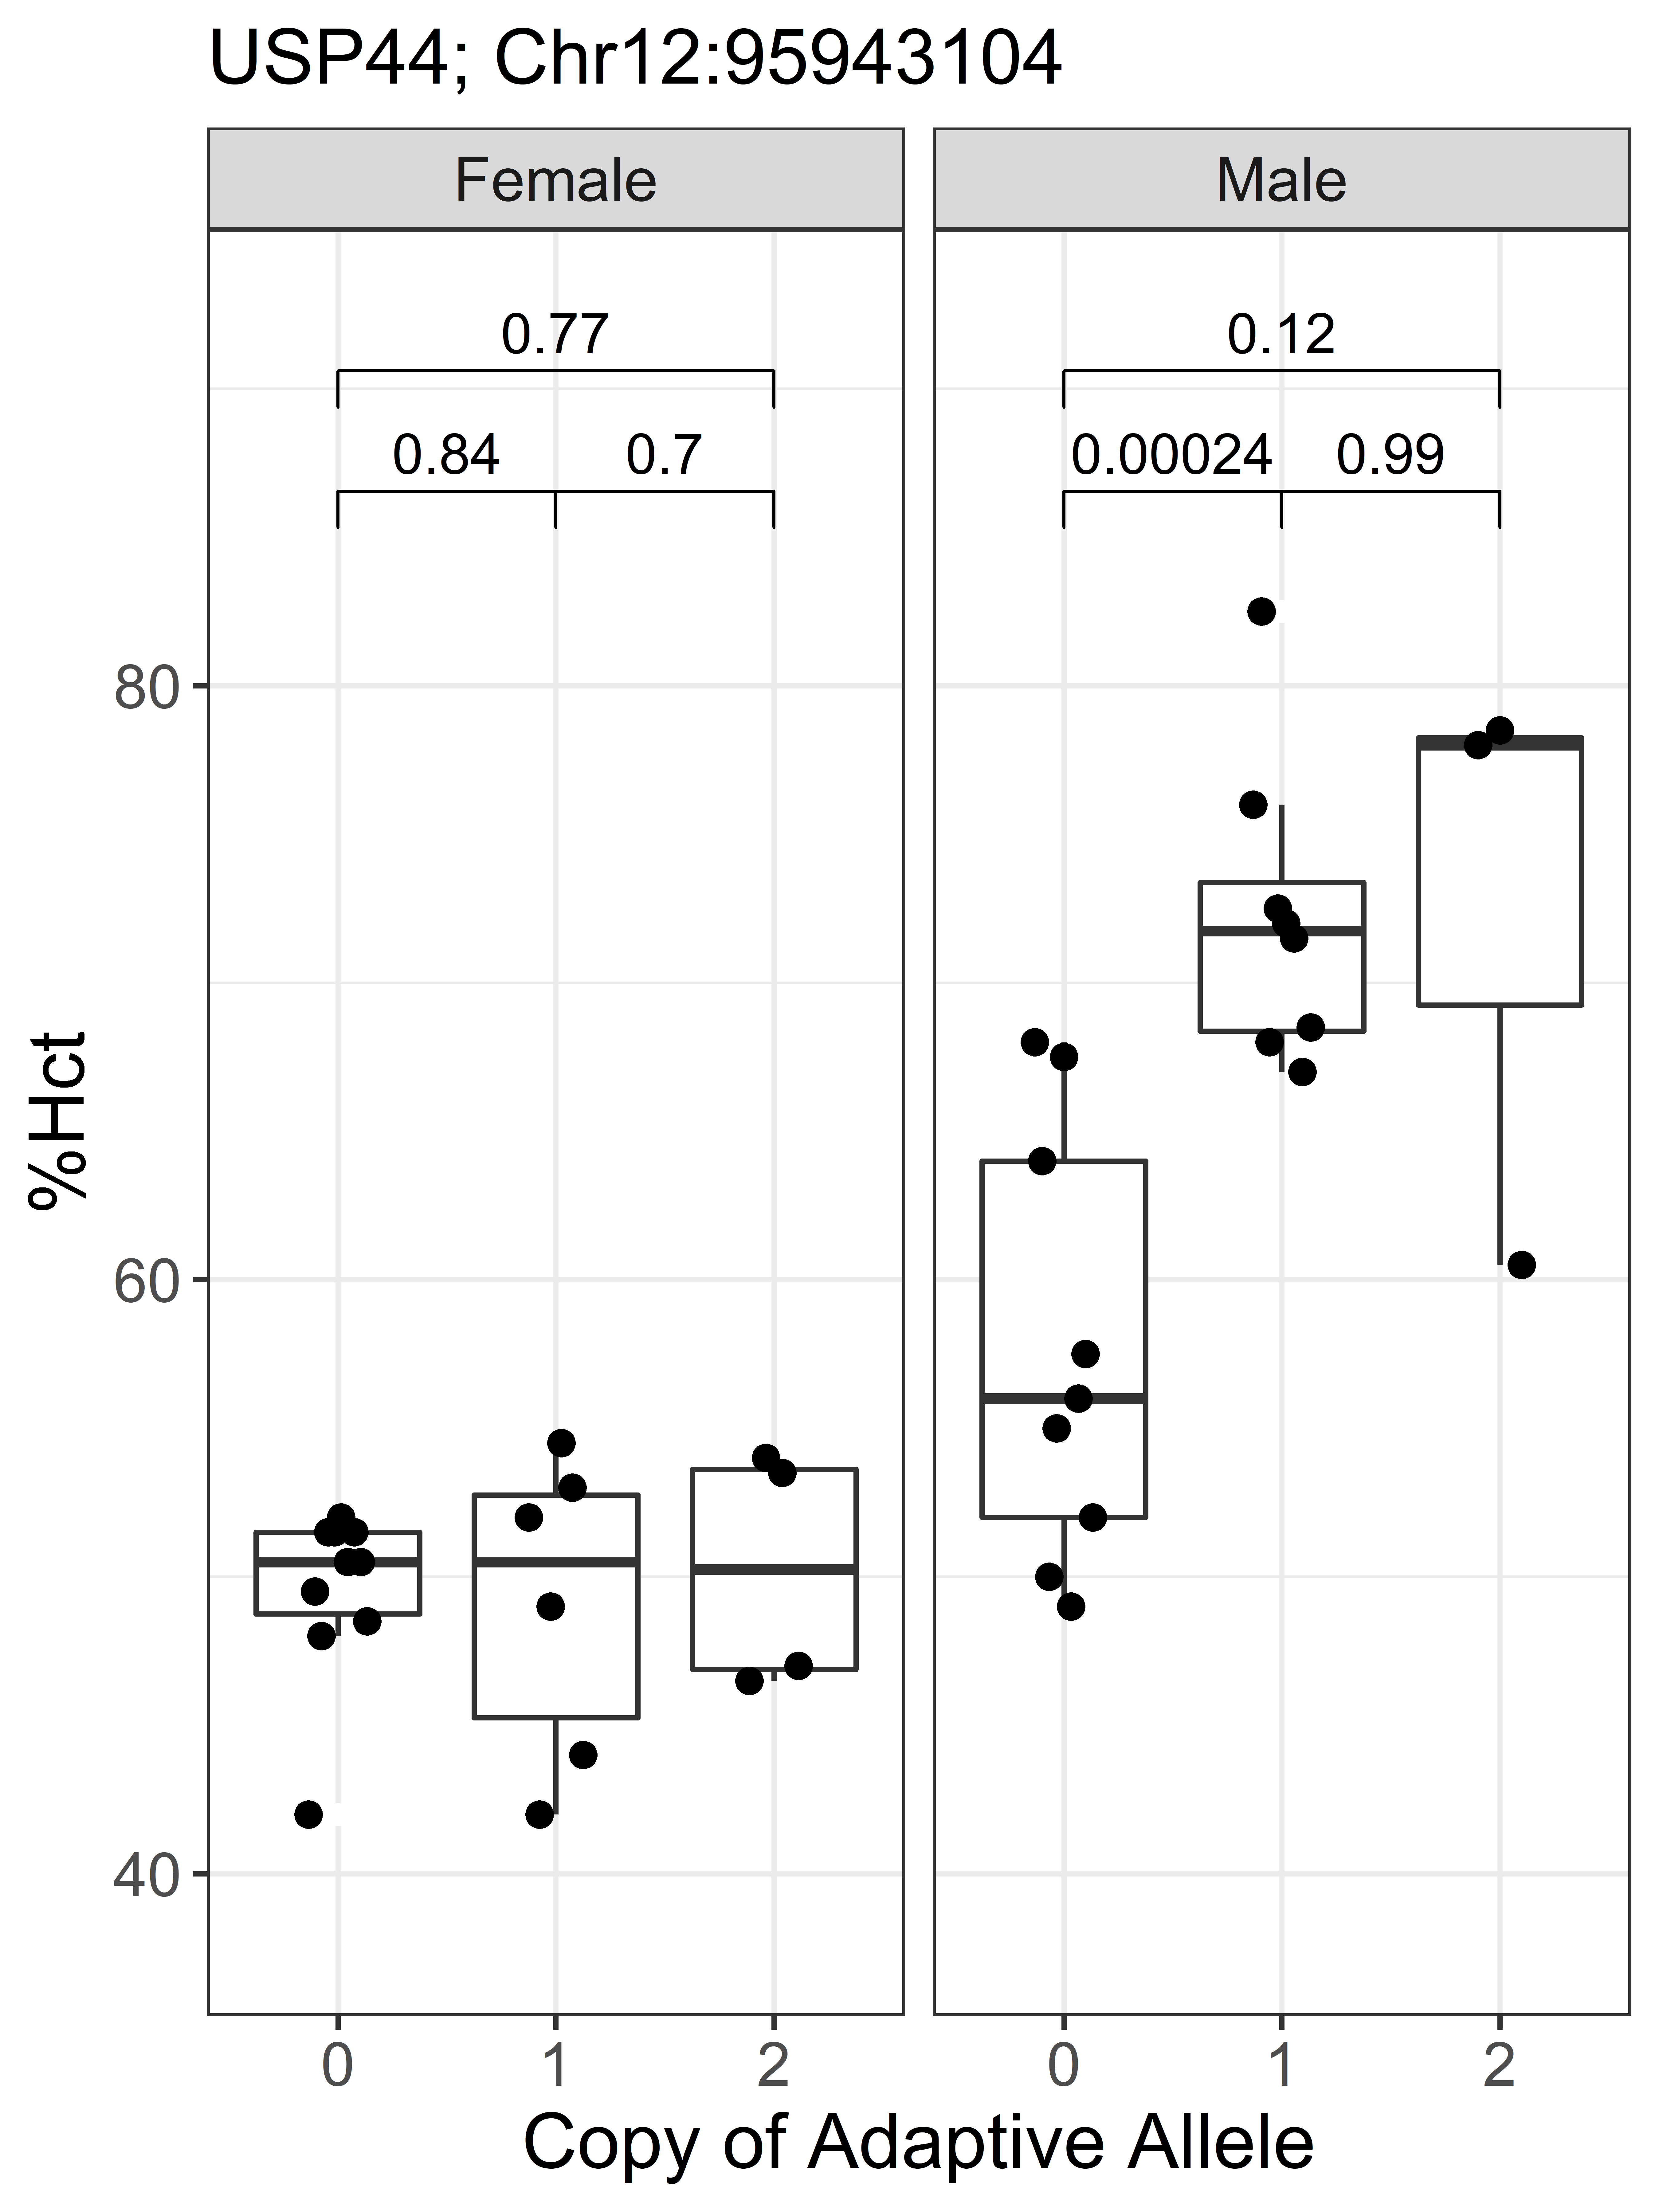 USP44; Chr12:95943104
Female Male
0.77 0.12
0.84 0.7 0.00024 0.99
80
60
40
%Hct
0 1 2 0 1 2
Copy of Adaptive Allele